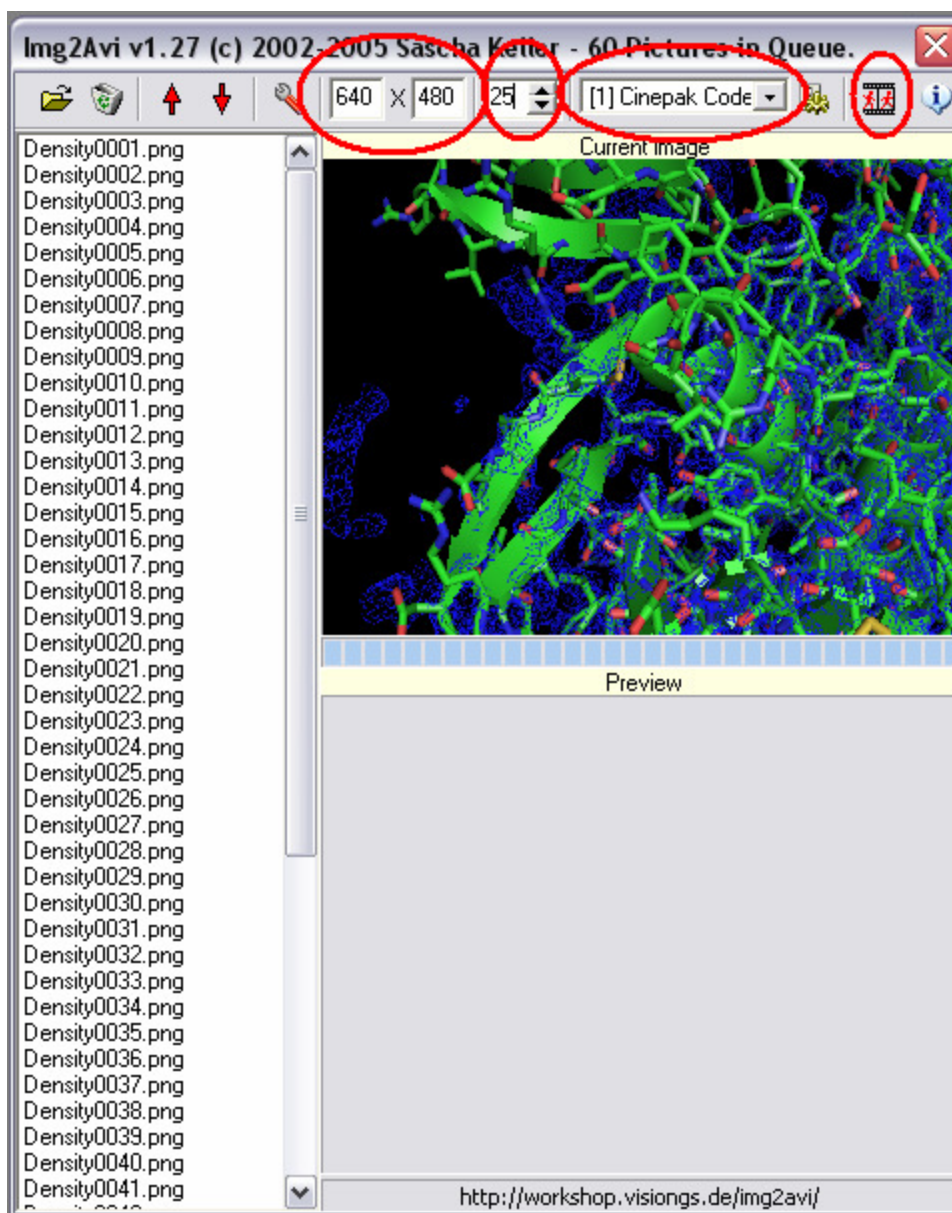 Img2Avi v1.27 (c) 2002-2005 Sascha Keller - 60 Pictures in Queue.
640 X 480 25 [1] Cinepak Code
Current image
Density0001.png
Density0002.png
Density0003.png
Density0004.png
Density0005.png
Density0006.png
Density0007.png
Density0008.png
Density0009.png
Density0010.png
Density0011.png
Density0012.png
Density0013.png
Density0014.png
Density0015.png
Density0016.png
Density0017.png
Density0018.png
Density0019.png
Density0020.png
Density0021.png
Density0022.png
Density0023.png
Density0024.png
Density0025.png
Density0026.png
Density0027.png
Density0028.png
Density0029.png
Density0030.png
Density0031.png
Density0032.png
Density0033.png
Density0034.png
Density0035.png
Density0036.png
Density0037.png
Density0038.png
Density0039.png
Density0040.png
Density0041.png
Preview
http://workshop.visiongs.de/img2avi/